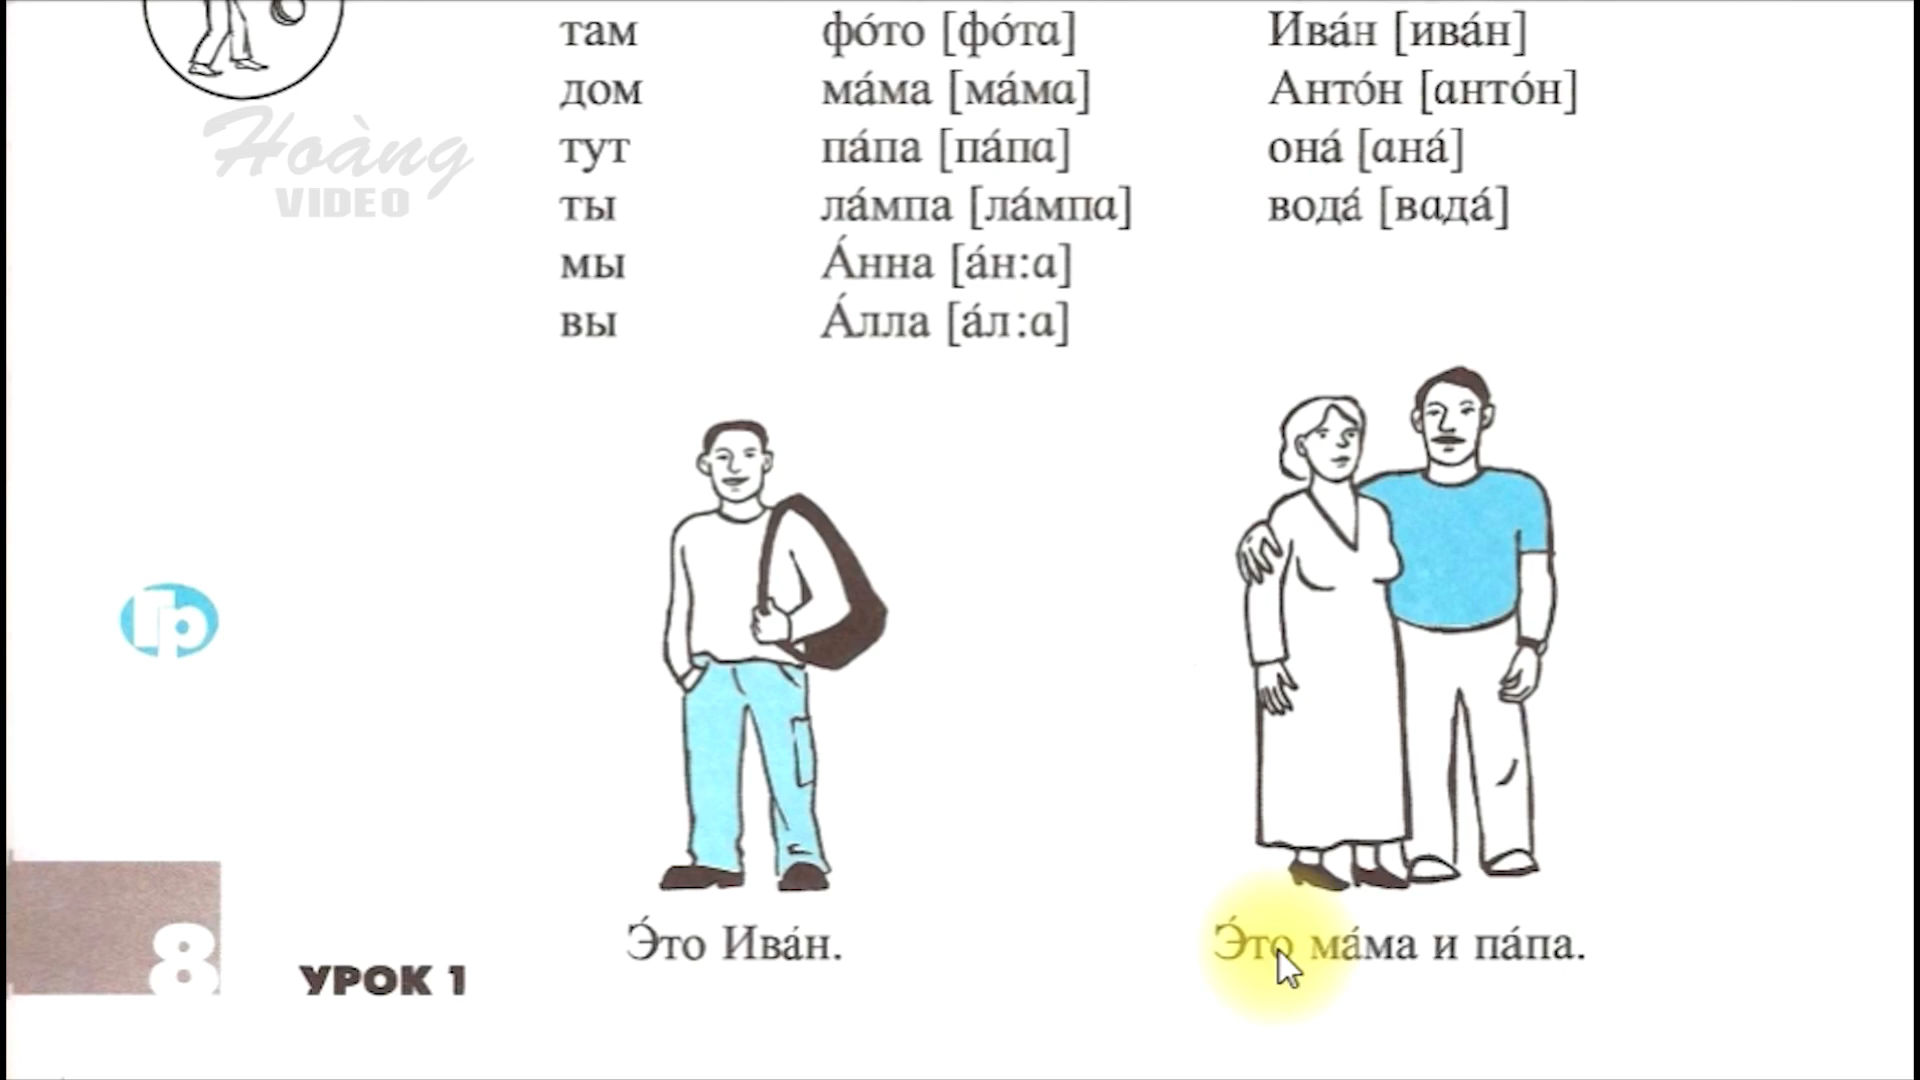 там фо́то [фо́та] Ива́н [ива́н]
дом ма́ма [ма́ма] Анто́н [анто́н]
тут па́па [па́па] она́ [ана́]
ты ла́мпа [ла́мпа] вода́ [вада́]
мы А́нна [а́н:а]
вы А́лла [а́л:а]
Hoàng
VIDEO
Гр
Э́то Ива́н. Э́то ма́ма и па́па.
8 УРОК 1